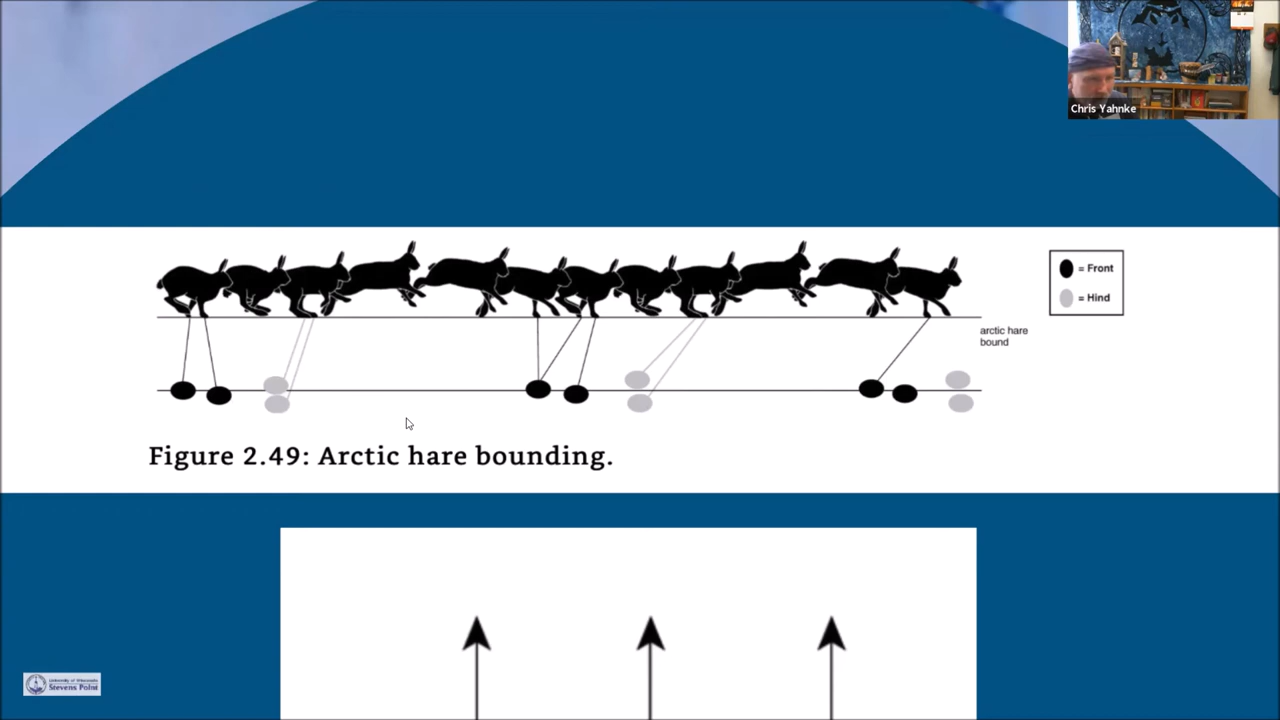 Chris Yahnke
= Front
= Hind
arctic hare
bound
Figure 2.49: Arctic hare bounding.
University of Wisconsin
Stevens Point